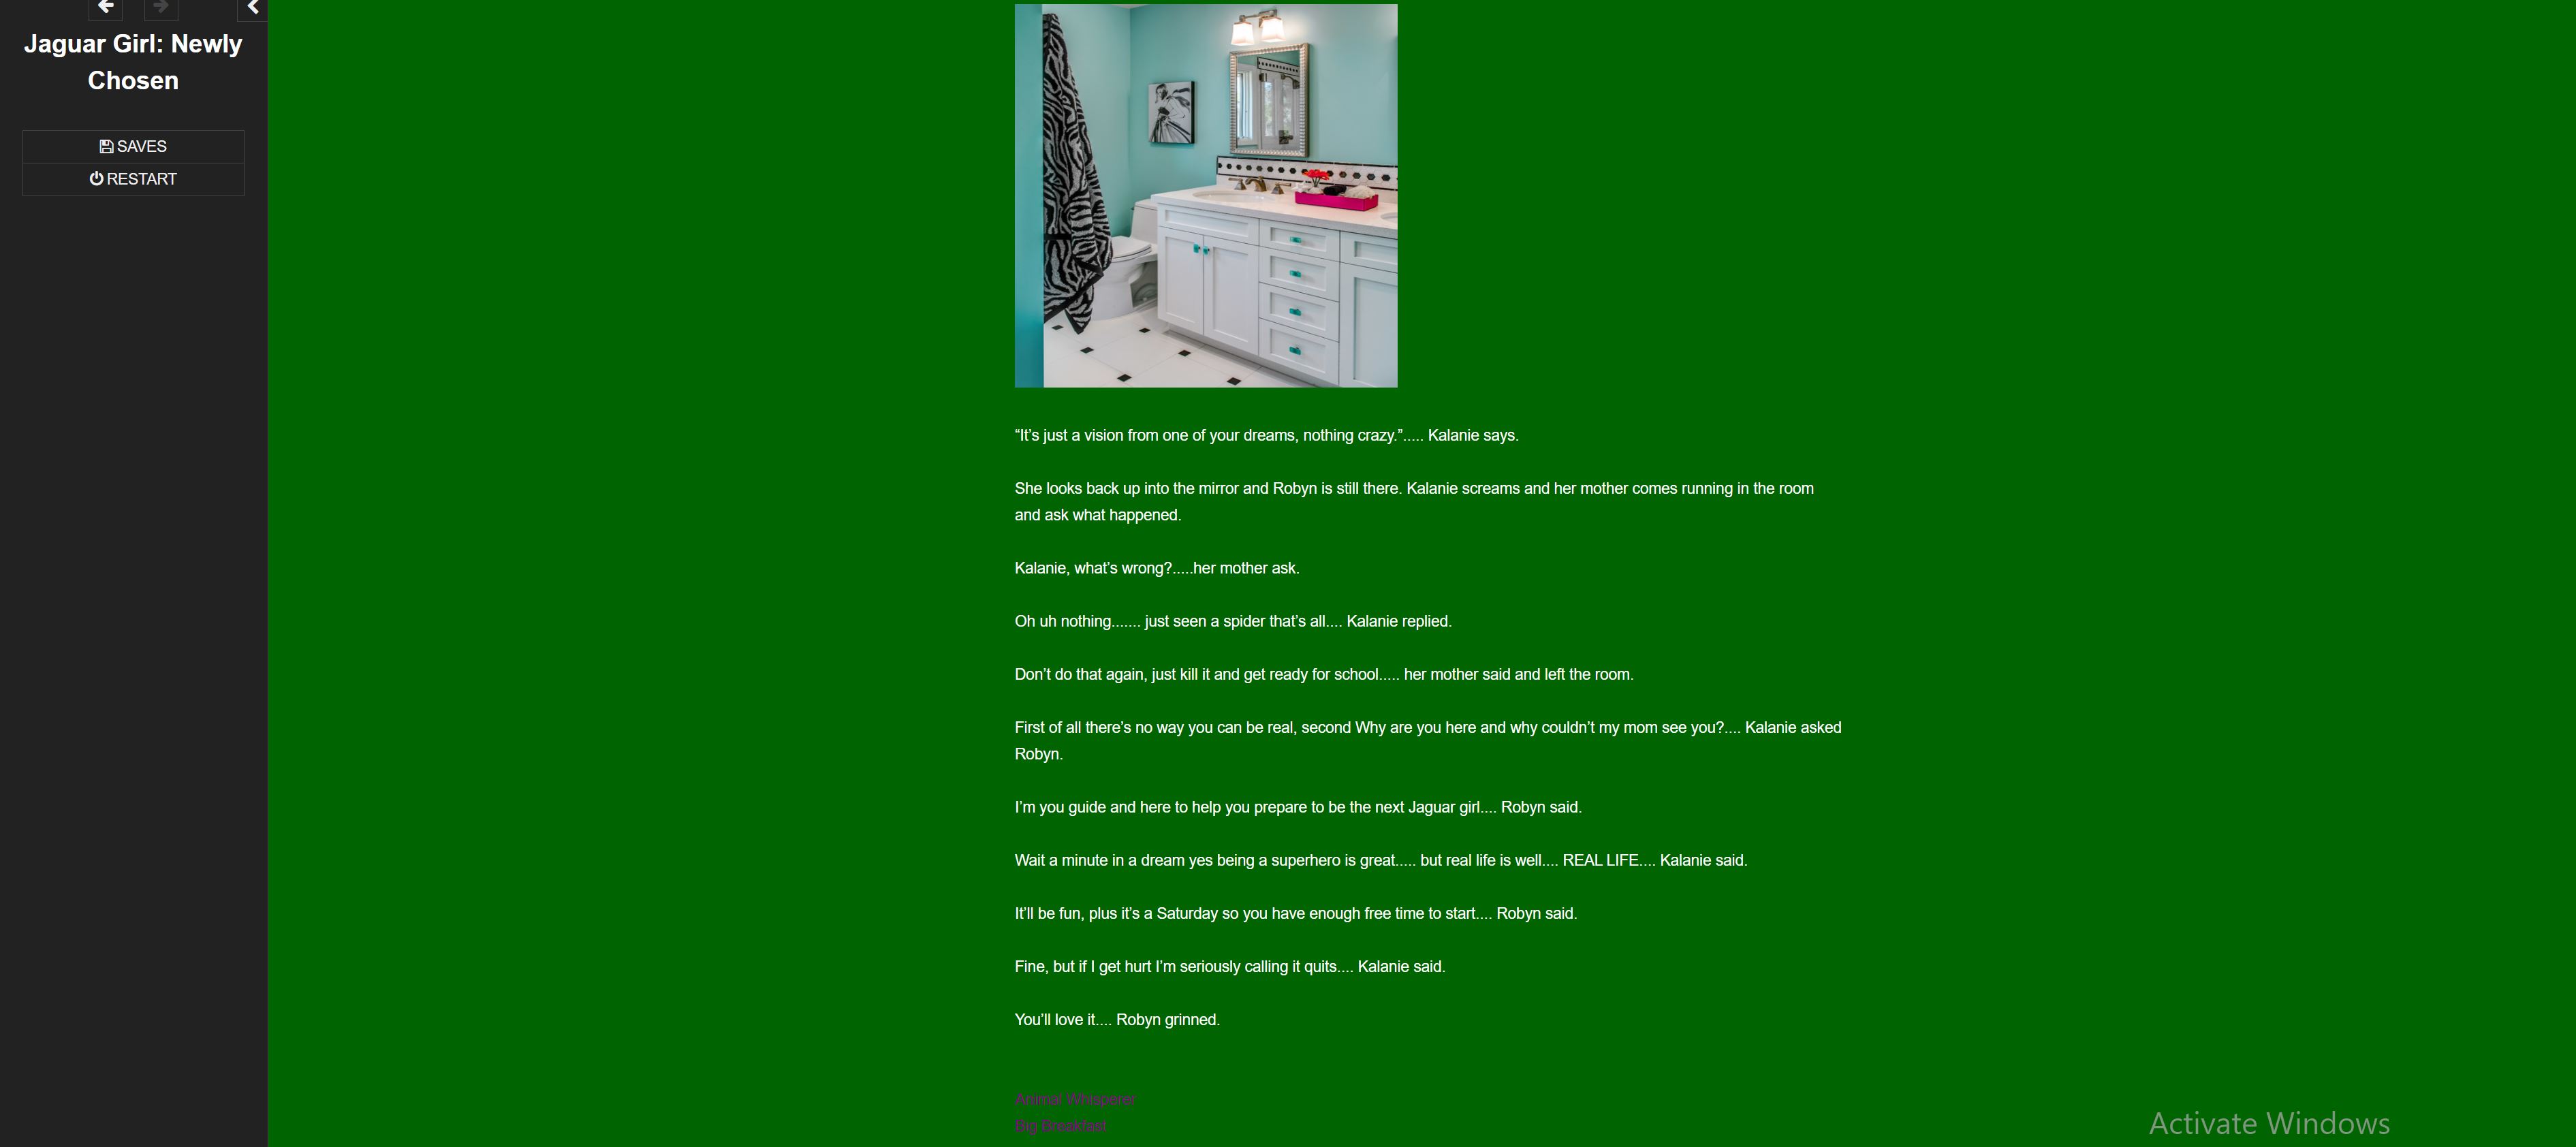 Jaguar Girl: Newly
Chosen
SAVES
RESTART
“It’s just a vision from one of your dreams, nothing crazy.”..... Kalanie says.
She looks back up into the mirror and Robyn is still there. Kalanie screams and her mother comes running in the room
and ask what happened.
Kalanie, what’s wrong?.....her mother ask.
Oh uh nothing....... just seen a spider that’s all.... Kalanie replied.
Don’t do that again, just kill it and get ready for school..... her mother said and left the room.
First of all there’s no way you can be real, second Why are you here and why couldn’t my mom see you?.... Kalanie asked
Robyn.
I’m you guide and here to help you prepare to be the next Jaguar girl.... Robyn said.
Wait a minute in a dream yes being a superhero is great..... but real life is well.... REAL LIFE.... Kalanie said.
It’ll be fun, plus it’s a Saturday so you have enough free time to start.... Robyn said.
Fine, but if I get hurt I’m seriously calling it quits.... Kalanie said.
You’ll love it.... Robyn grinned.
Animal Whisperer
Big Breakfast
Activate Windows